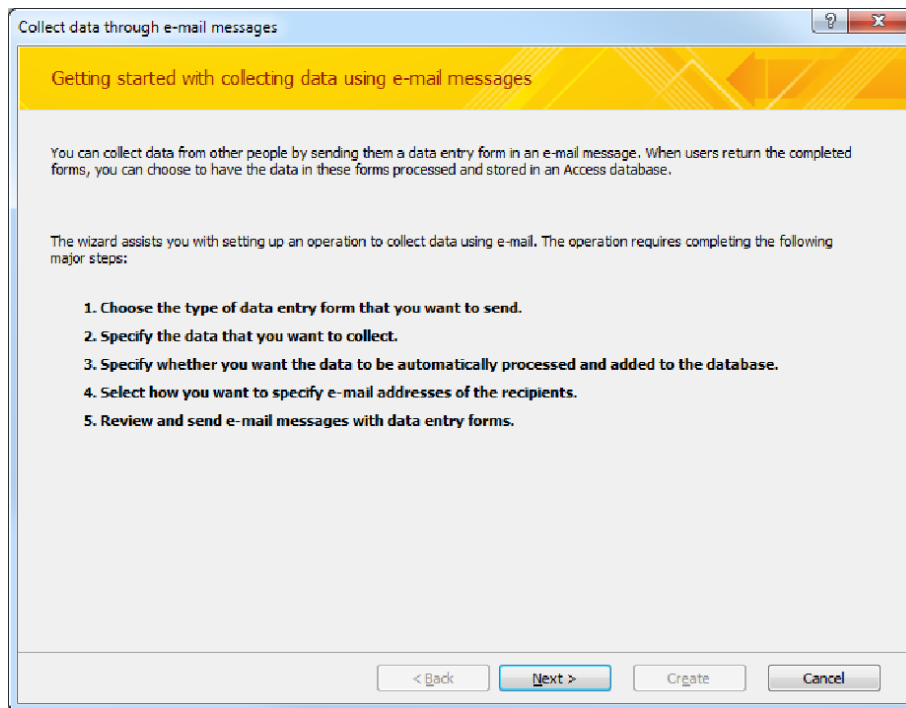 Collect data through e-mail messages
?
Getting started with collecting data using e-mail messages
You can collect data from other people by sending them a data entry form in an e-mail message. When users return the completed
forms, you can choose to have the data in these forms processed and stored in an Access database.
The wizard assists you with setting up an operation to collect data using e-mail. The operation requires completing the following
major steps:
1. Choose the type of data entry form that you want to send.
2. Specify the data that you want to collect.
3. Specify whether you want the data to be automatically processed and added to the database.
4. Select how you want to specify e-mail addresses of the recipients.
5. Review and send e-mail messages with data entry forms.
< Back Next > Create Cancel